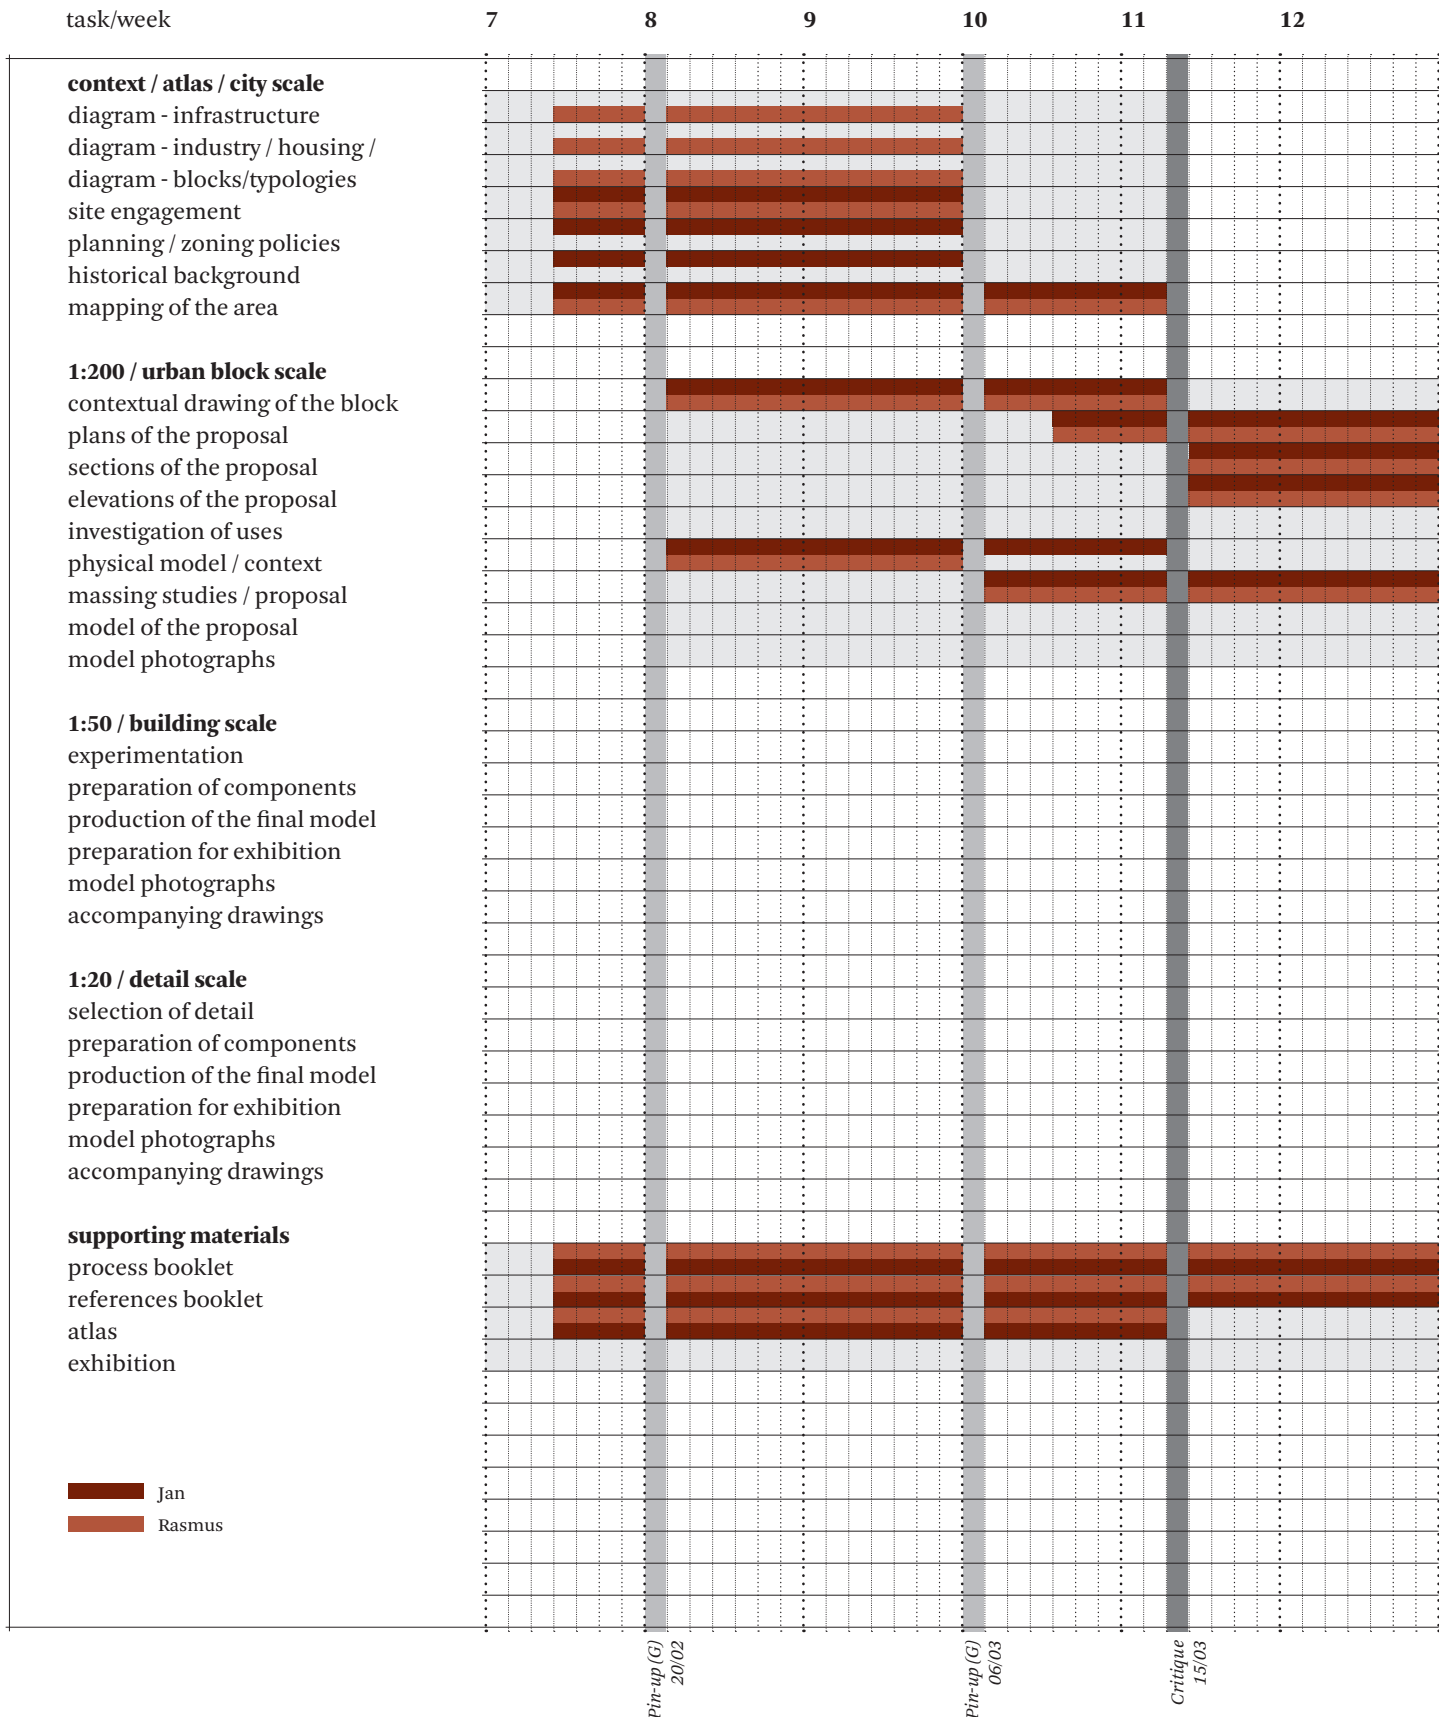 task/week 7 8 9 10 11 12
context / atlas / city scale
diagram - infrastructure
diagram - industry / housing /
diagram - blocks/typologies
site engagement
planning / zoning policies
historical background
mapping of the area
1:200 / urban block scale
contextual drawing of the block
plans of the proposal
sections of the proposal
elevations of the proposal
investigation of uses
physical model / context
massing studies / proposal
model of the proposal
model photographs
1:50 / building scale
experimentation
preparation of components
production of the final model
preparation for exhibition
model photographs
accompanying drawings
1:20 / detail scale
selection of detail
preparation of components
production of the final model
preparation for exhibition
model photographs
accompanying drawings
supporting materials
process booklet
references booklet
atlas
exhibition
Jan
Rasmus
Pin-up (G)
20/02
Pin-up (G)
06/03
Critique
15/03